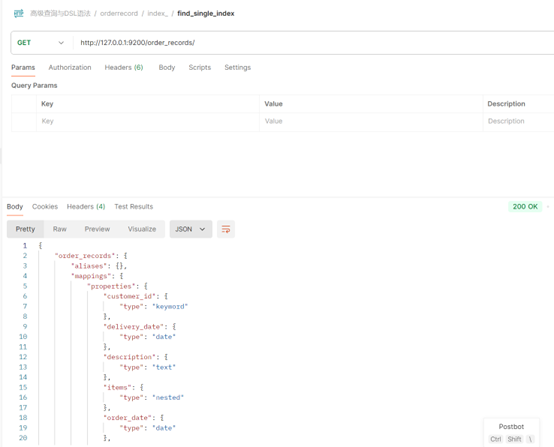 高级查询与DSL语法 / orderrecord / index_ / find_single_index
GET http://127.0.0.1:9200/order_records/
Params Authorization Headers (6) Body Scripts Settings
Query Params
Key Value Description
Key Value Description
Body Cookies Headers (4) Test Results 200 OK
Pretty Raw Preview Visualize JSON
1 {
2 "order_records": {
3 "aliases": {},
4 "mappings": {
5 "properties": {
6 "customer_id": {
7 "type": "keyword"
8 },
9 "delivery_date": {
10 "type": "date"
11 },
12 "description": {
13 "type": "text"
14 },
15 "items": {
16 "type": "nested"
17 },
18 "order_date": {
19 "type": "date"
20 },
Postbot
Ctrl Shift \